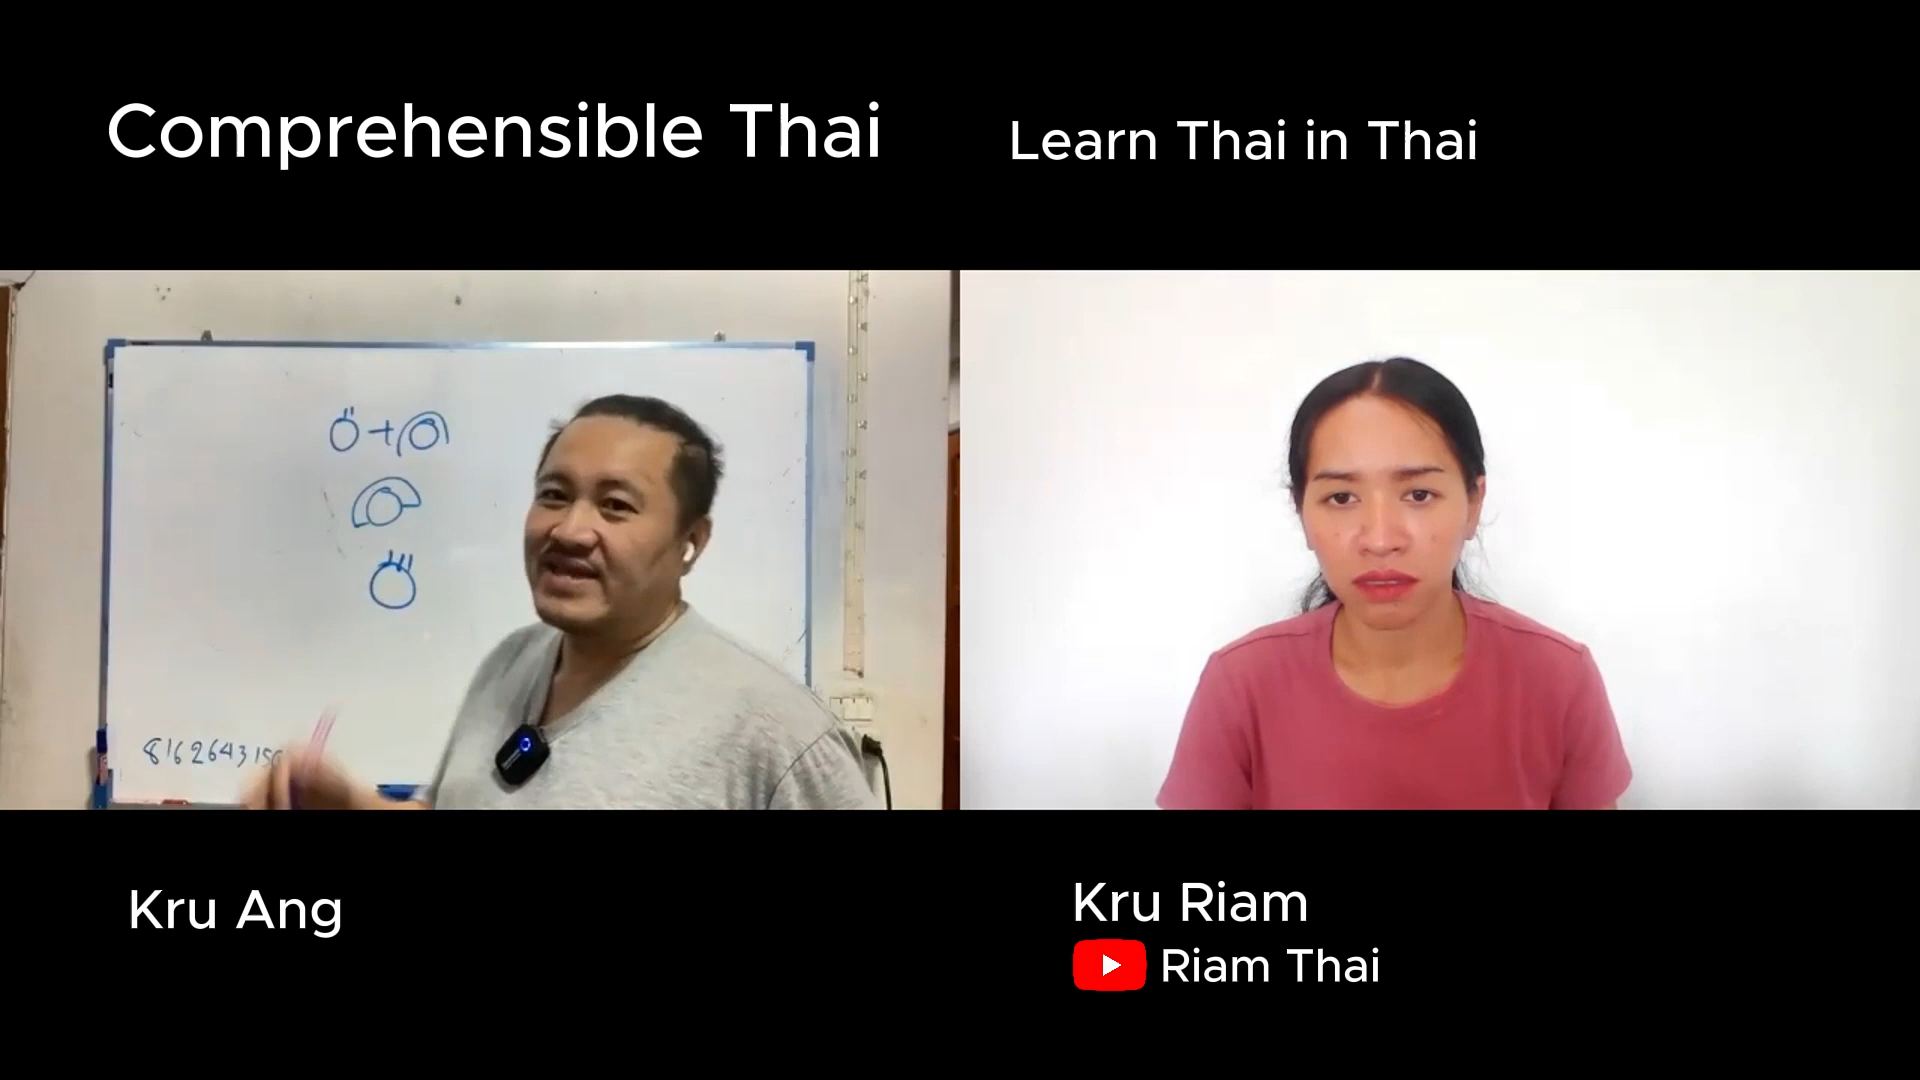 Comprehensible Thai
Learn Thai in Thai
Kru Ang
Kru Riam
Riam Thai